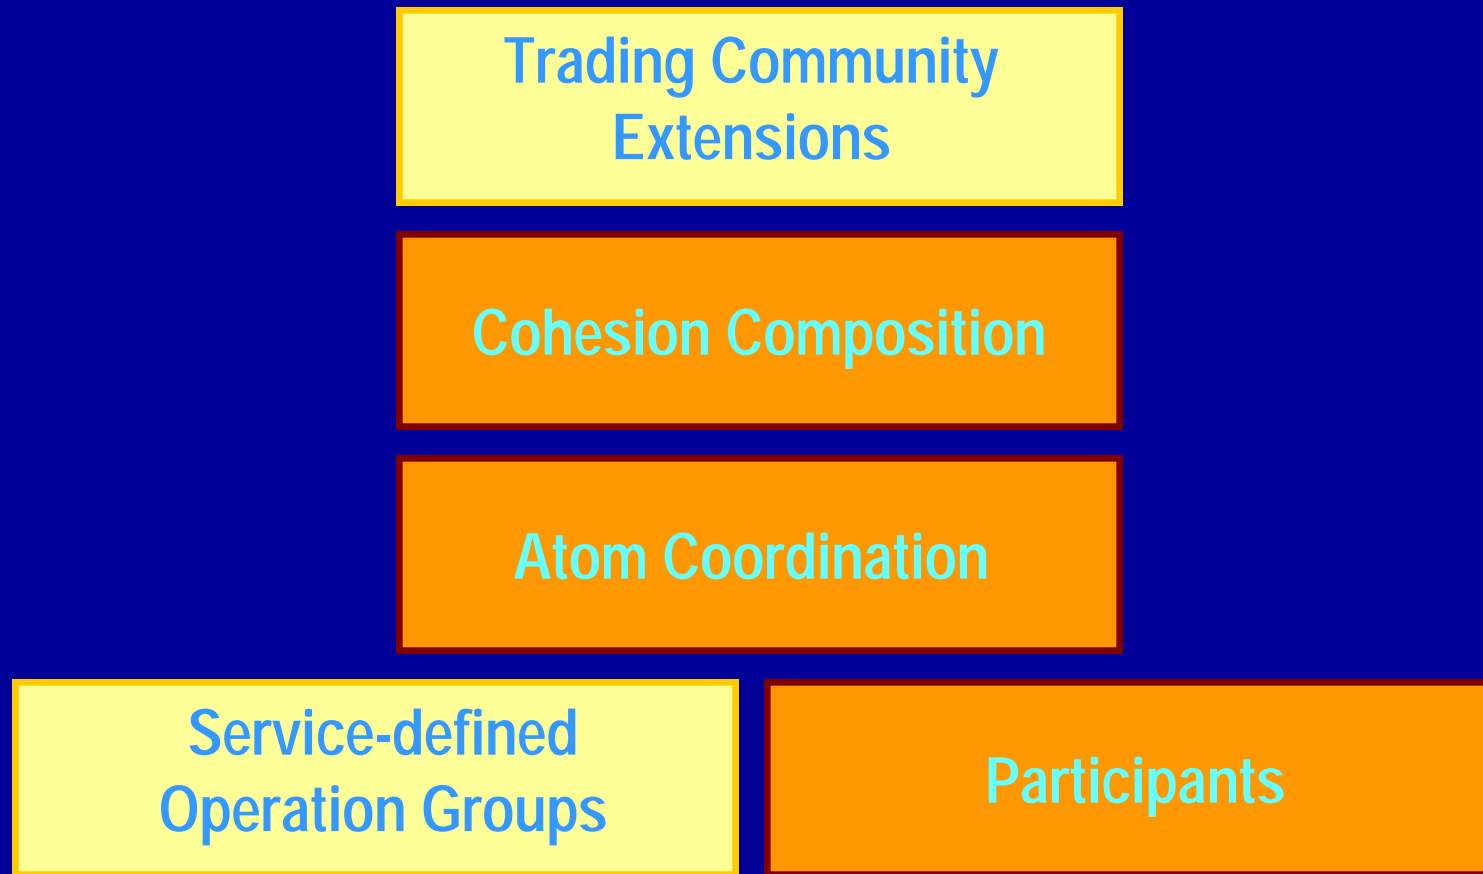 Trading Community
Extensions
Cohesion Composition
Atom Coordination
Service-defined
Operation Groups
Participants